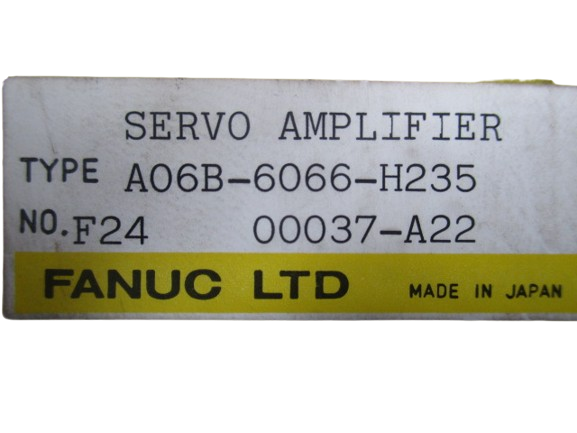 SERVO AMPLIFIER
TYPE A06B-6066-H235
NO. F24 00037-A22
FANUC LTD MADE IN JAPAN